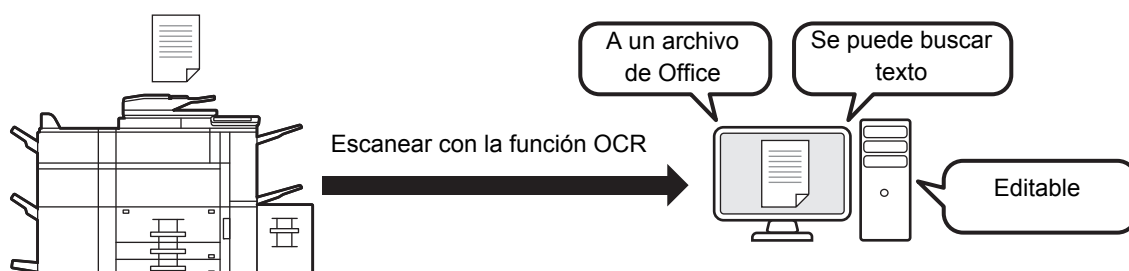 A un archivo
de Office
Se puede buscar
texto
Escanear con la función OCR
Editable